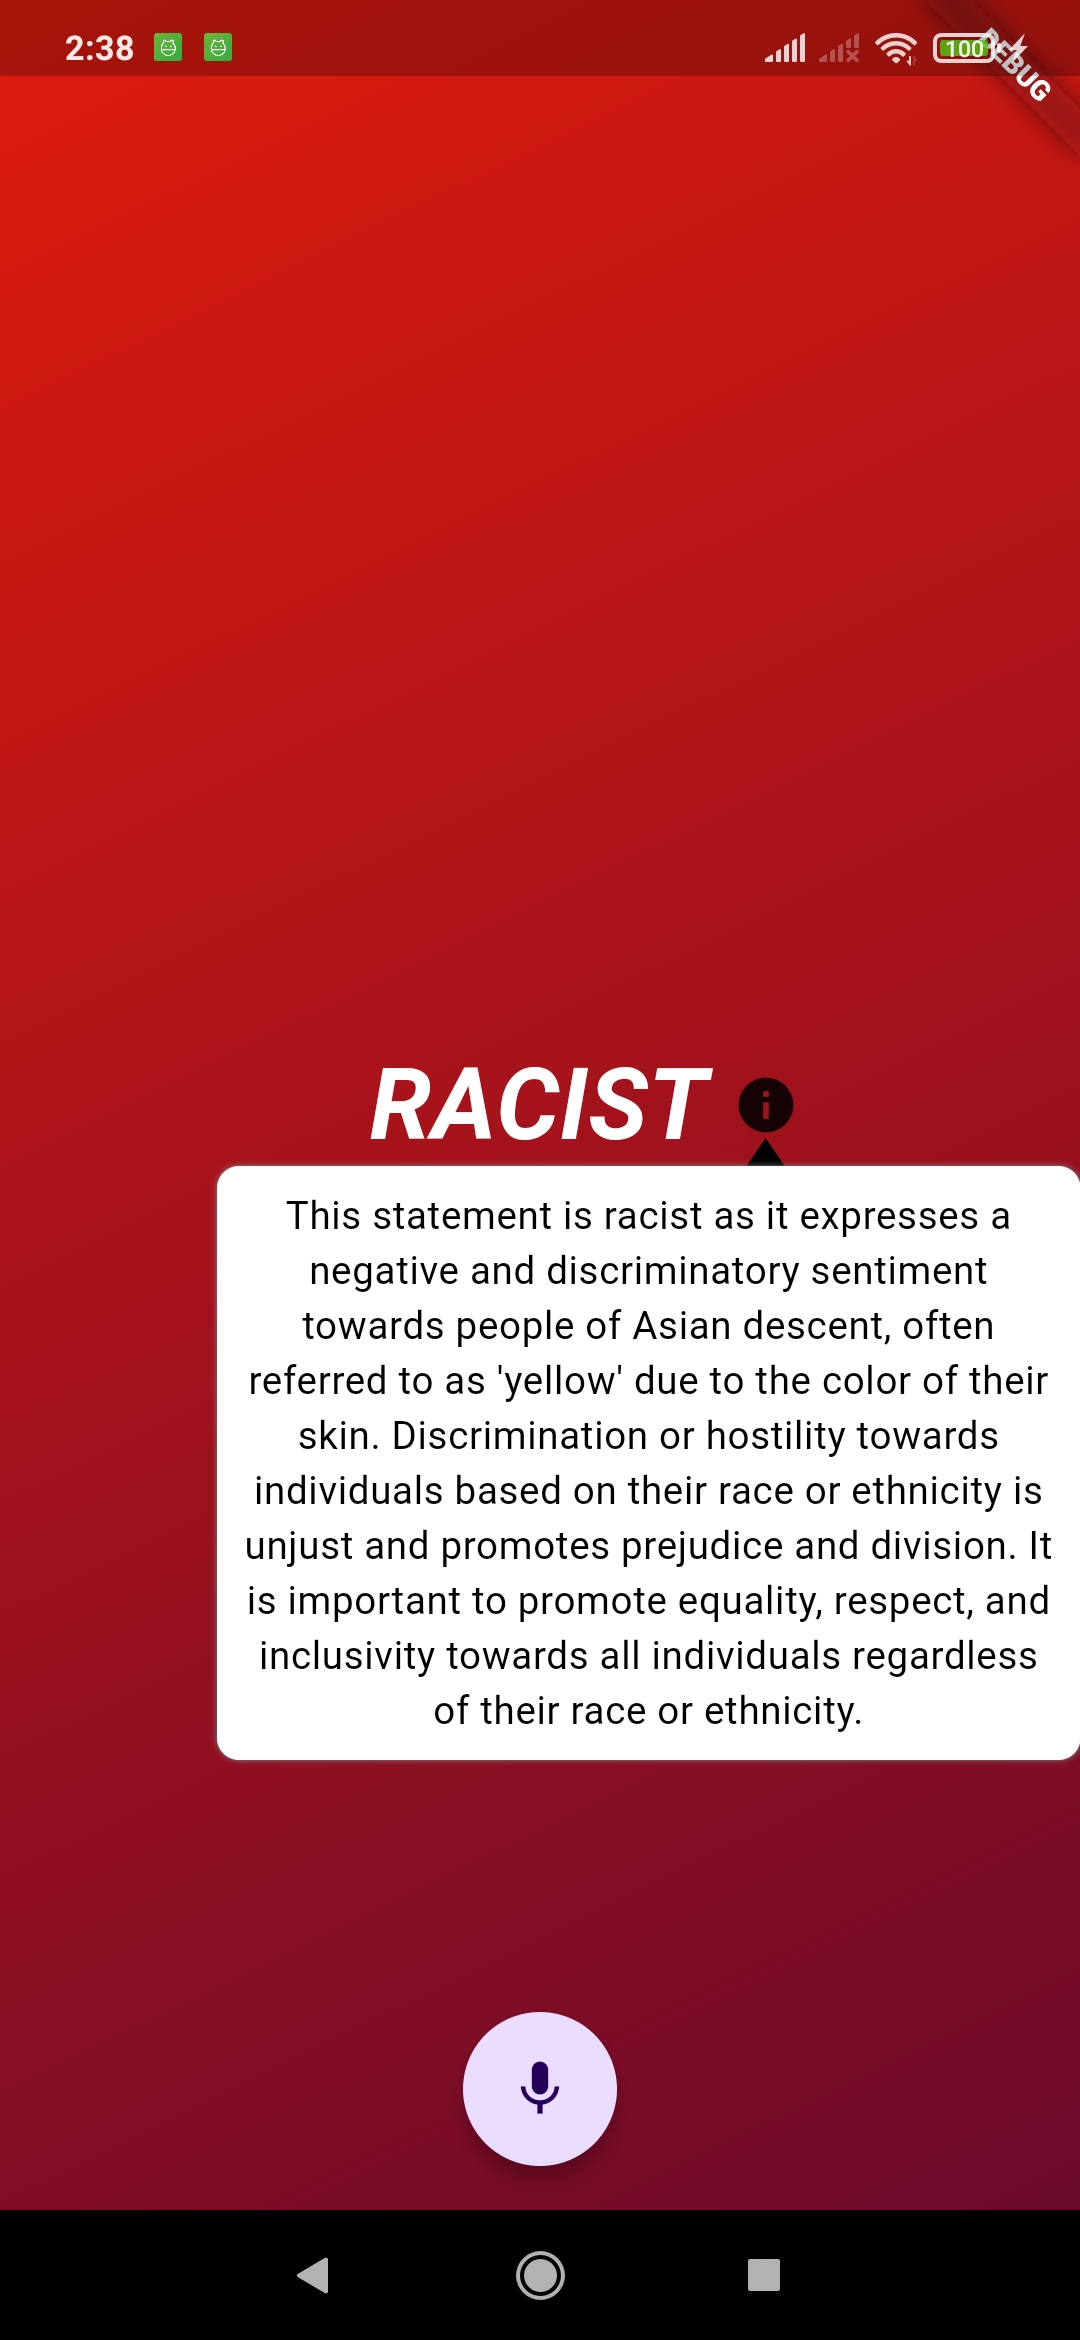 2:38
100
DEBUG
RACIST
This statement is racist as it expresses a
negative and discriminatory sentiment
towards people of Asian descent, often
referred to as 'yellow' due to the color of their
skin. Discrimination or hostility towards
individuals based on their race or ethnicity is
unjust and promotes prejudice and division. It
is important to promote equality, respect, and
inclusivity towards all individuals regardless
of their race or ethnicity.